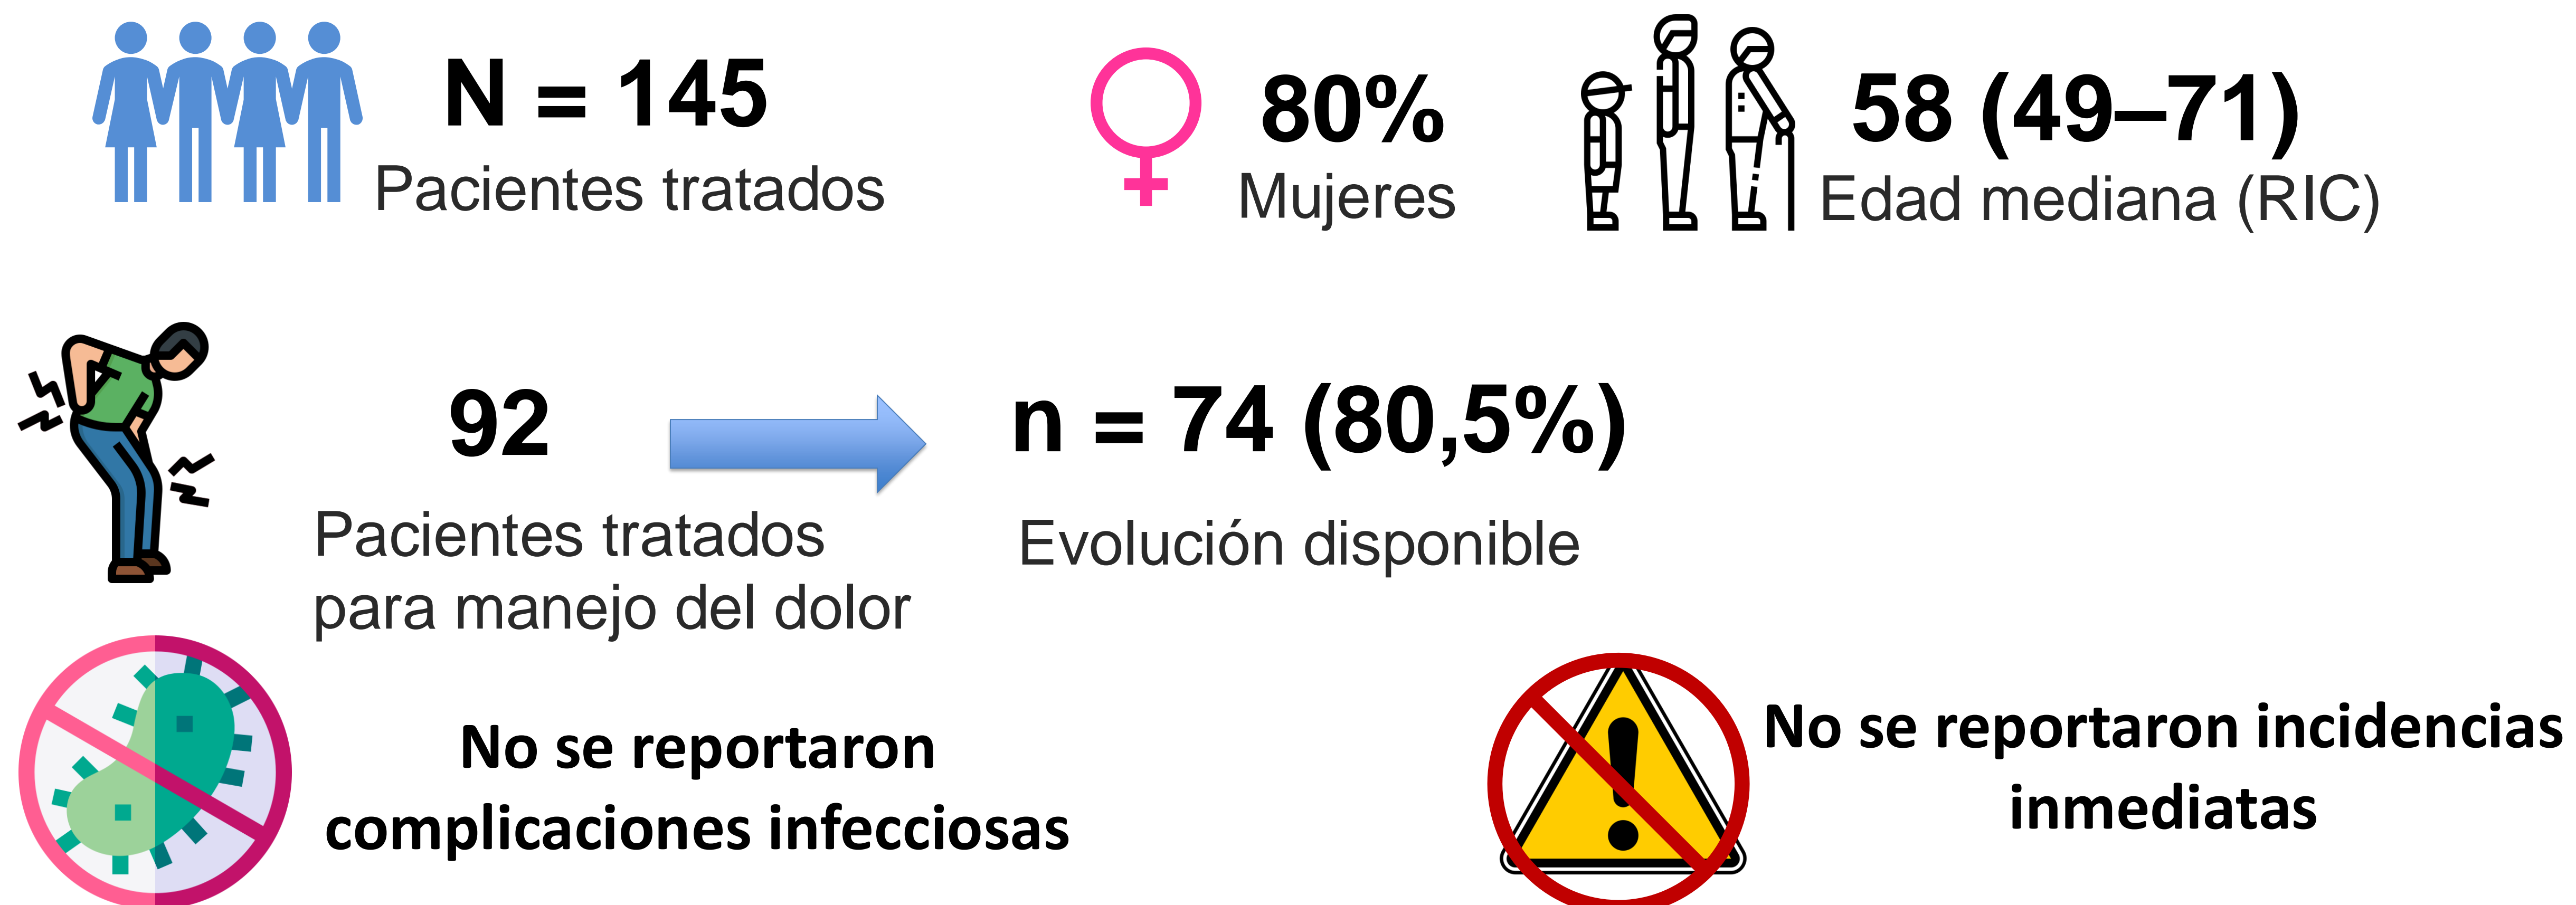 N = 145
Pacientes tratados
80%
Mujeres
58 (49–71)
Edad mediana (RIC)
92
Pacientes tratados
para manejo del dolor
n = 74 (80,5%)
Evolución disponible
No se reportaron
complicaciones infecciosas
No se reportaron incidencias
inmediatas